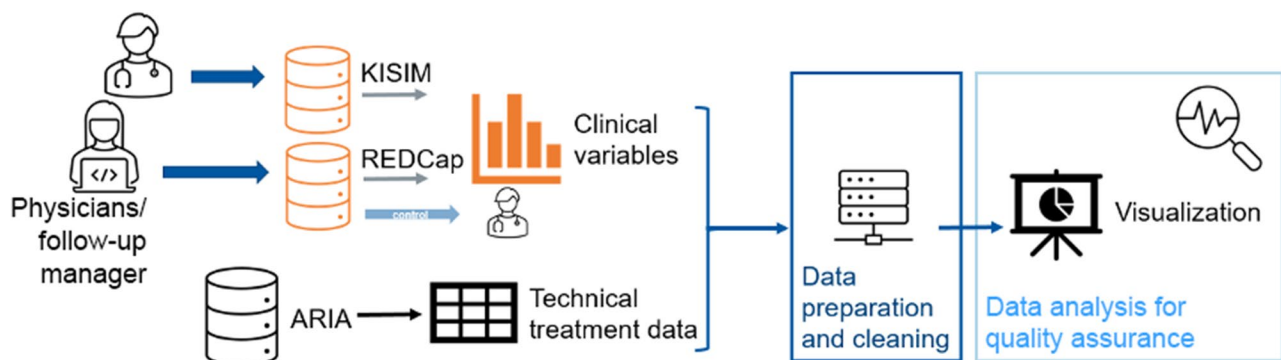 KISIM
REDCap
control
Clinical
variables
Physicians/
follow-up
manager
</>
ARIA
Technical
treatment data
Data
preparation
and cleaning
Visualization
Data analysis for
quality assurance